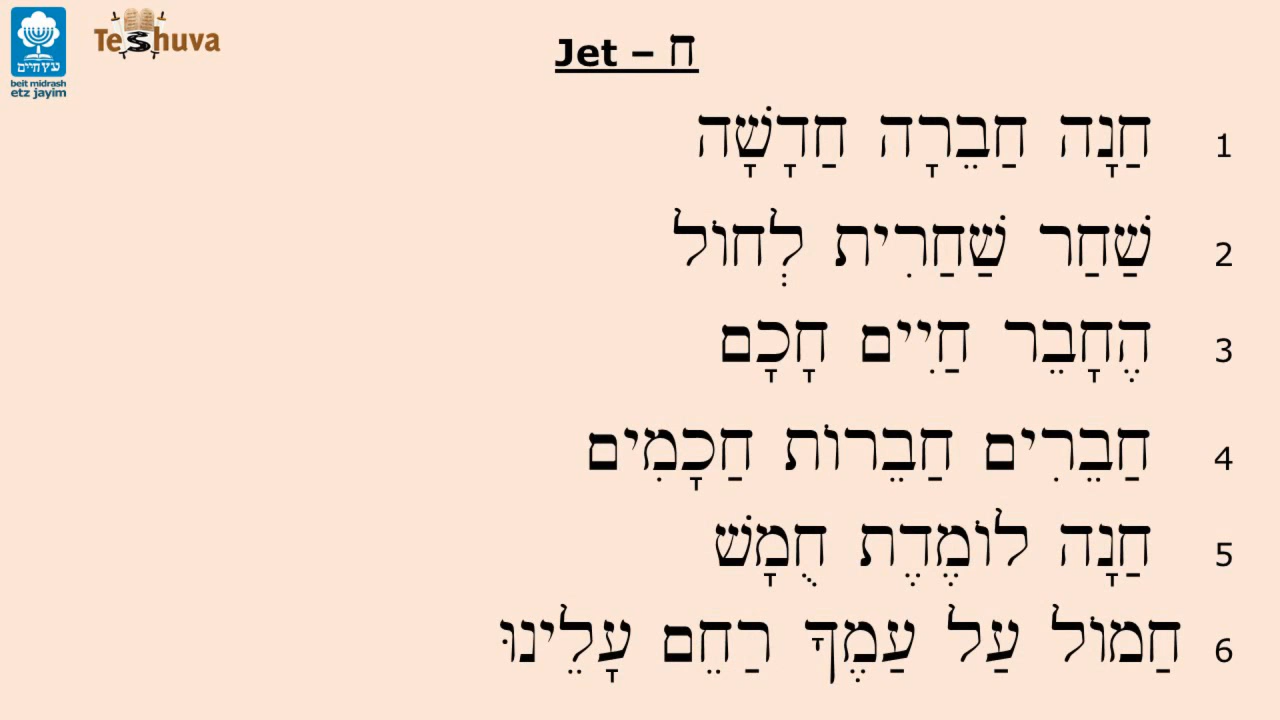 עץ חיים
beit midrash
etz jayim
Teshuva
Jet – ח
1 חַנָה חַבֵרָה חַדָשָׁה
2 שַׁחַר שַׁחַרִית לְחוֹל
3 הֶחָבֵר חַיִים חָכָם
4 חַבֵרִים חַבֵרוֹת חַכָמִים
5 חַנָה לוֹמֶדֶת חֻמָשׁ
6 חַמוֹל עַל עַמֶךָ רַחֵם עָלֵינוּ